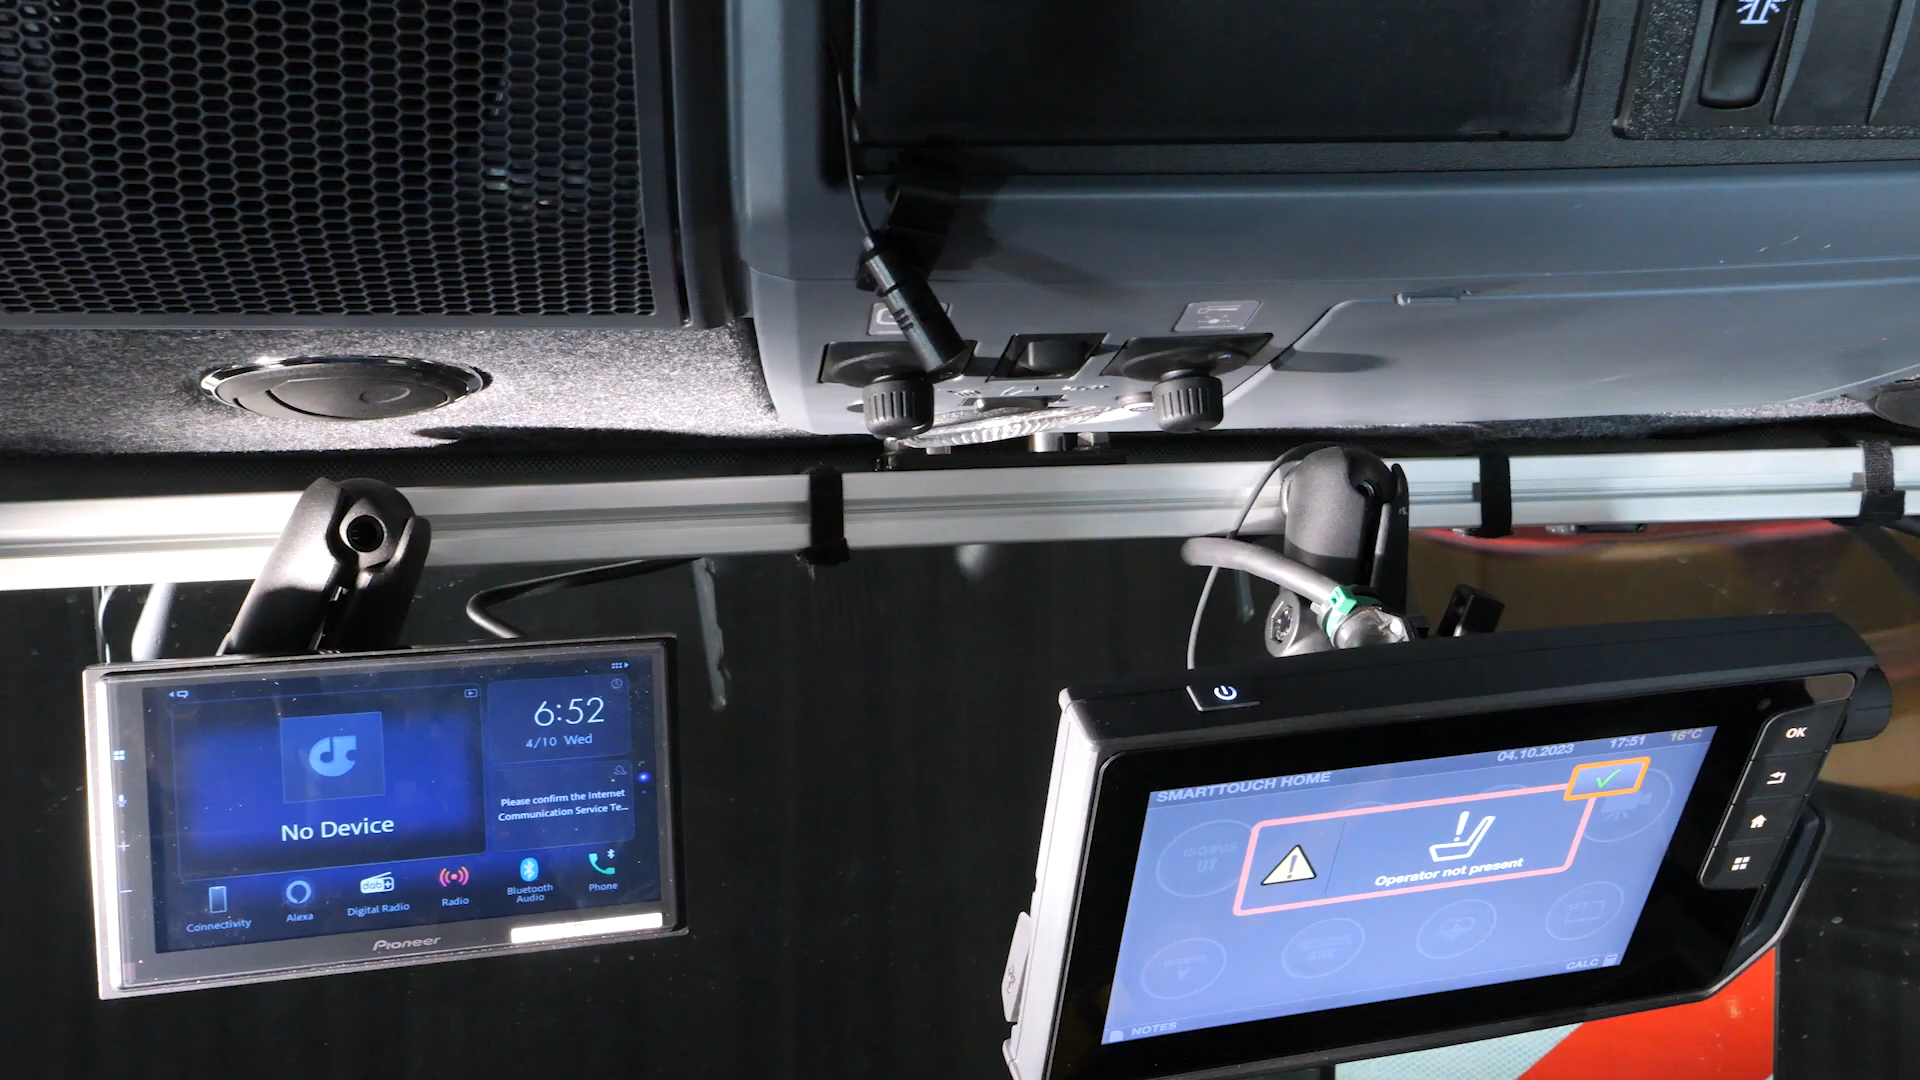 6:52
4/10 Wed
Please confirm the Internet
Communication Service Te...
No Device
Connectivity
Alexa
dab+
Digital Radio
Radio
Bluetooth
Audio
Phone
Pioneer
SMARTTOUCH HOME
04.10.2023
17:51
16°C
Operator not present
CALC
NOTES
OK